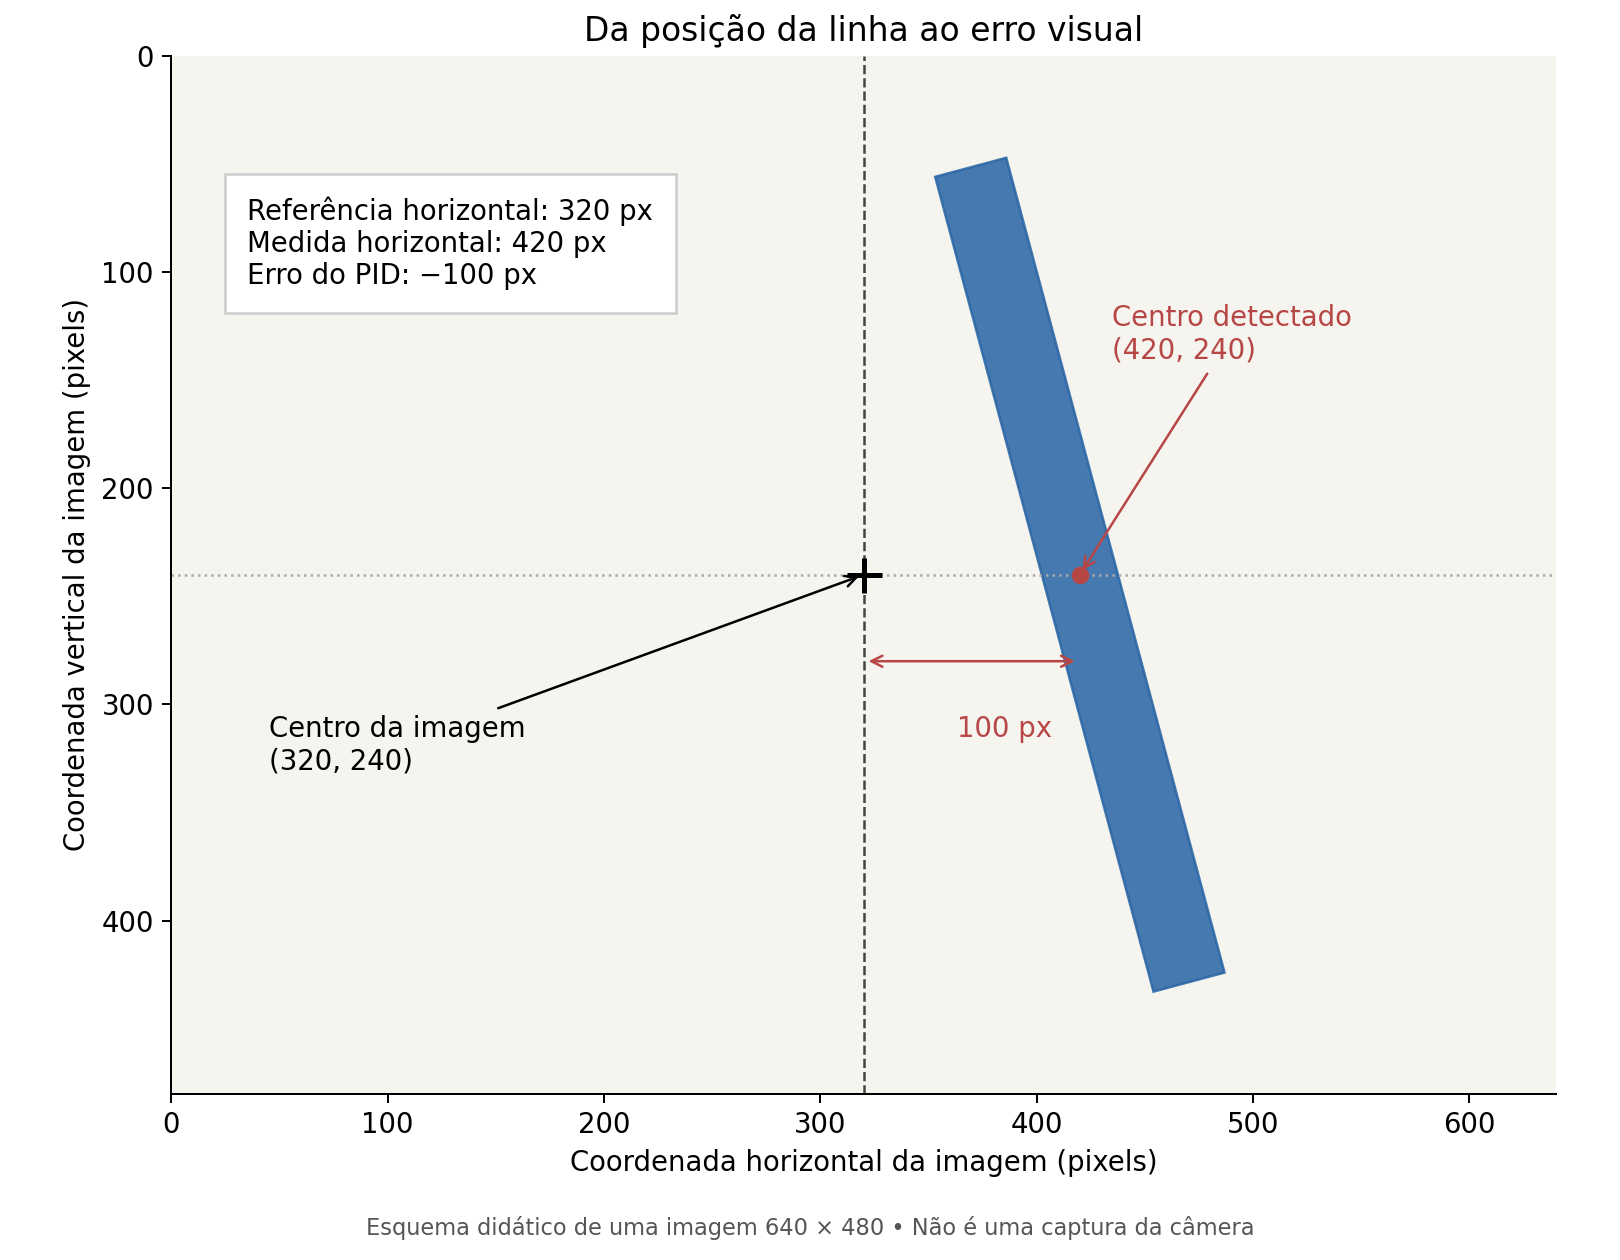 Da posição da linha ao erro visual
0
100
200
300
400
Coordenada vertical da imagem (pixels)
Referência horizontal: 320 px
Medida horizontal: 420 px
Erro do PID: −100 px
Centro detectado
(420, 240)
Centro da imagem
(320, 240)
100 px
0
100
200
300
400
500
600
Coordenada horizontal da imagem (pixels)
Esquema didático de uma imagem 640 × 480 • Não é uma captura da câmera